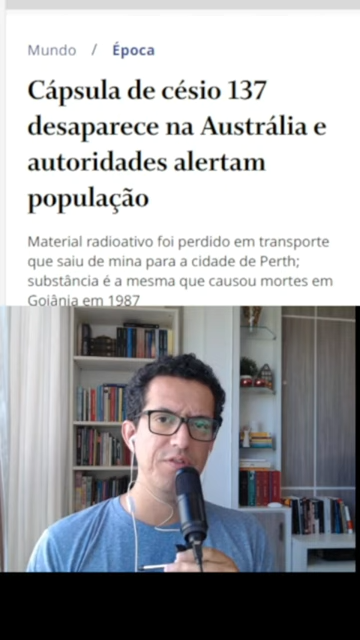 Mundo / Época
Cápsula de césio 137
desaparece na Austrália e
autoridades alertam
população
Material radioativo foi perdido em transporte
que saiu de mina para a cidade de Perth;
substância é a mesma que causou mortes em
Goiânia em 1987